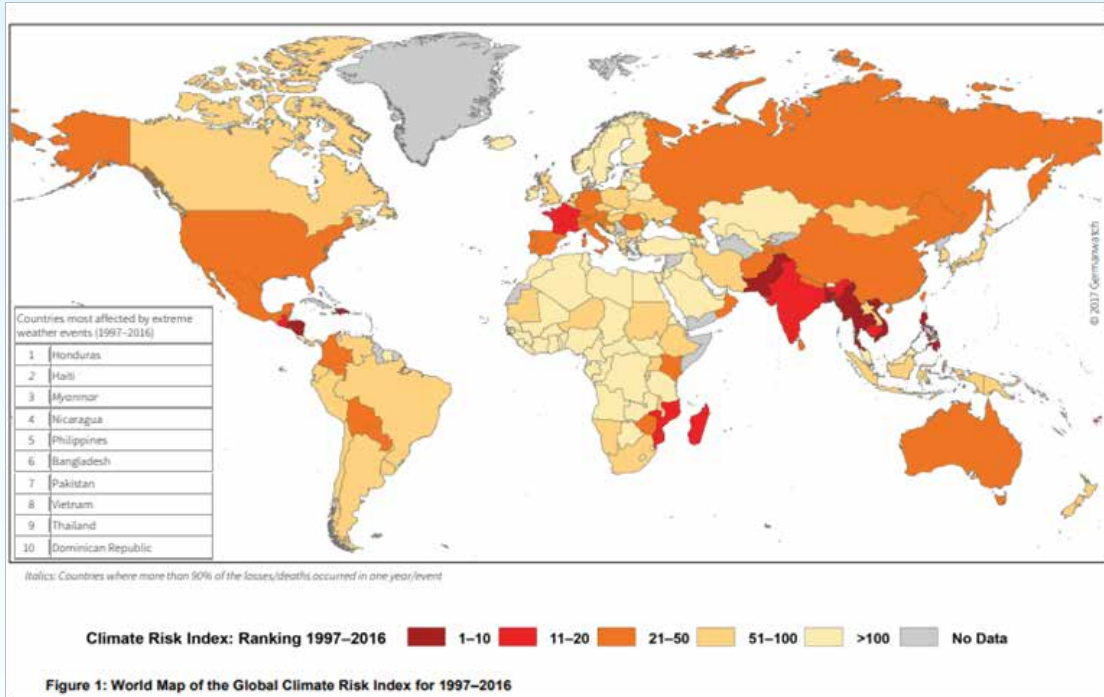 Countries most affected by extreme
weather events (1997–2016)
1 Honduras
2 Haiti
3 Myanmar
4 Nicaragua
5 Philippines
6 Bangladesh
7 Pakistan
8 Vietnam
9 Thailand
10 Dominican Republic
© 2017 Germanwatch
Italics: Countries where more than 90% of the losses/deaths occurred in one year/event
Climate Risk Index: Ranking 1997–2016 1–10 11–20 21–50 51–100 >100 No Data
Figure 1: World Map of the Global Climate Risk Index for 1997–2016